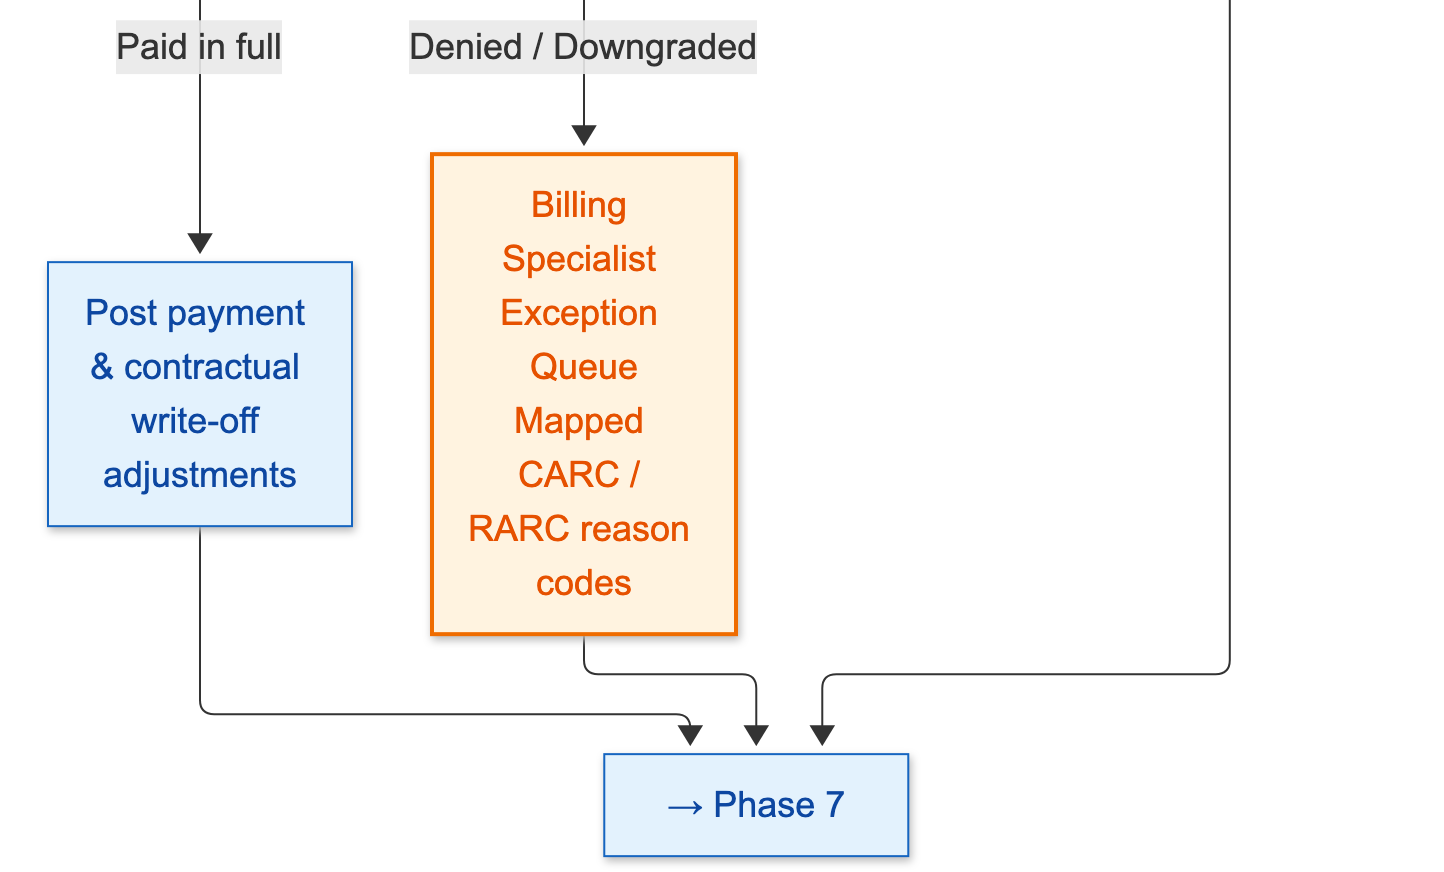 Paid in full
Denied / Downgraded
Post payment
& contractual
write-off
adjustments
Billing
Specialist
Exception
Queue
Mapped
CARC /
RARC reason
codes
→ Phase 7